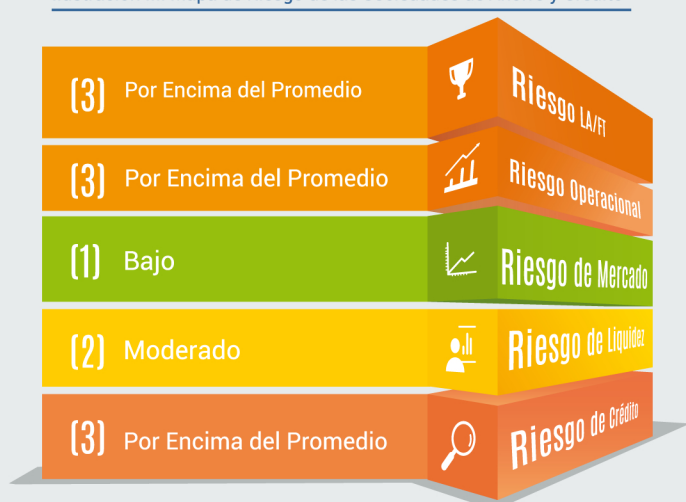 (3) Por Encima del Promedio Riesgo LA/FT
(3) Por Encima del Promedio Riesgo Operacional
(1) Bajo Riesgo de Mercado
(2) Moderado Riesgo de Liquidez
(3) Por Encima del Promedio Riesgo de Crédito